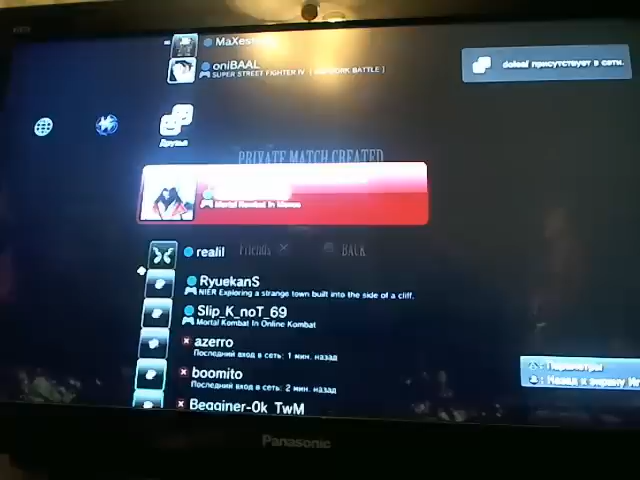 oniBAAL
SUPER STREET FIGHTER IV [ NETWORK BATTLE ]
doleaf присутствует в сети.
Друзья
PRIVATE MATCH CREATED
Mortal Kombat In Menus
Friends BACK
realil
RyuekanS
NIER Exploring a strange town built into the side of a cliff.
Slip_K_noT_69
Mortal Kombat In Online Kombat
azerro
Последний вход в сеть: 1 мин. назад
boomito
Последний вход в сеть: 2 мин. назад
Begginer-0k_TwM
: Параметры
: Назад к экрану
Panasonic